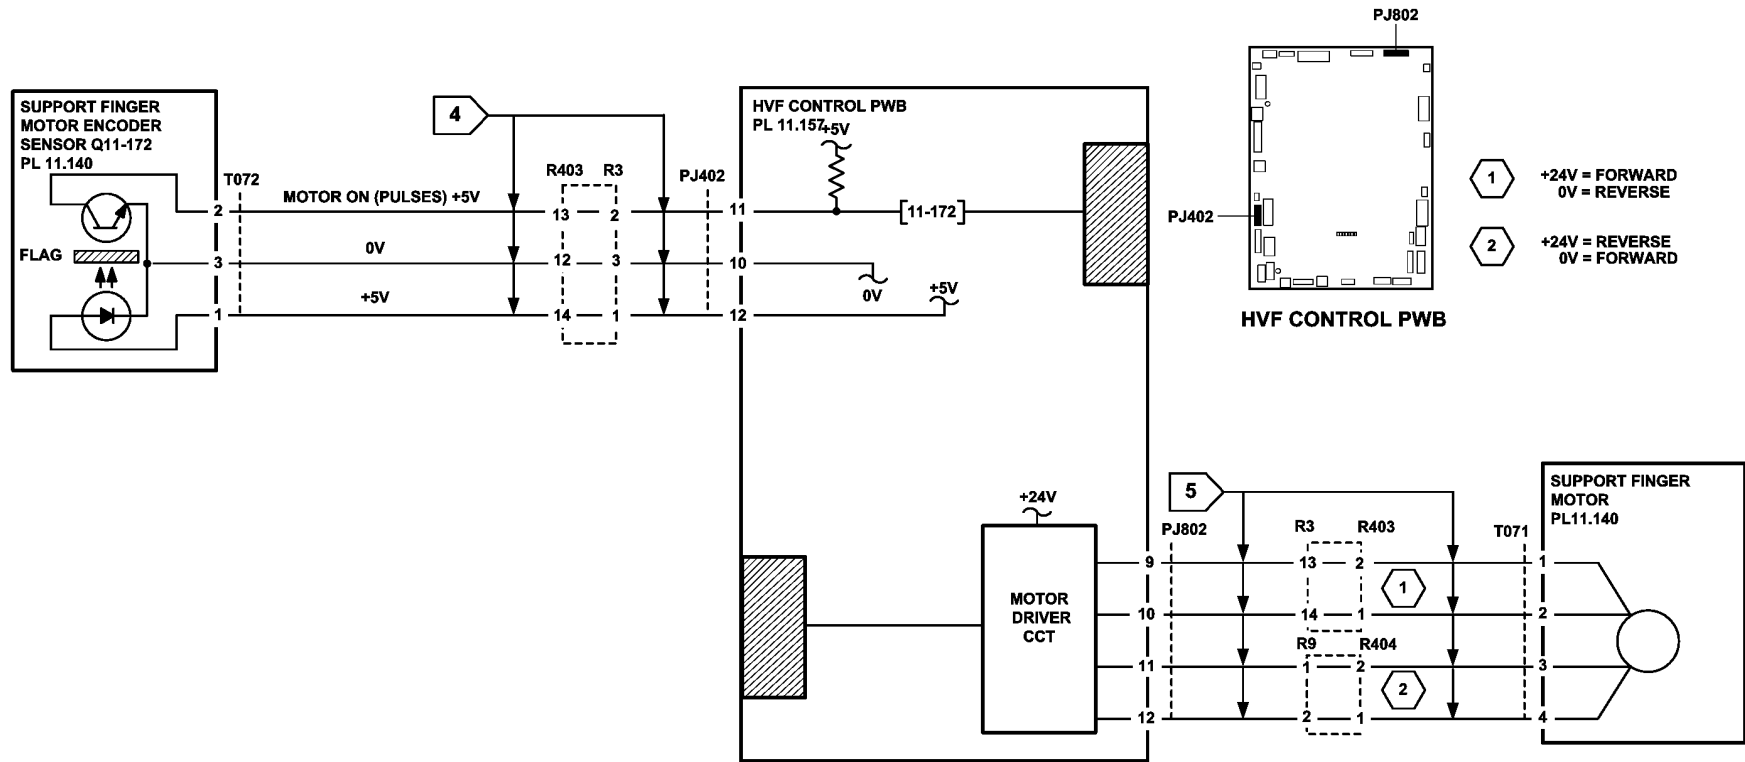 PJ802
SUPPORT FINGER
MOTOR ENCODER
SENSOR Q11-172
PL 11.140
FLAG
T072
2
3
1
MOTOR ON (PULSES) +5V
0V
+5V
4
R403 R3
13 2
12 3
14 1
PJ402
11
10
12
HVF CONTROL PWB
PL 11.157
+5V
11-172
0V
+5V
PJ402
HVF CONTROL PWB
1 +24V = FORWARD
0V = REVERSE
2 +24V = REVERSE
0V = FORWARD
+24V
MOTOR
DRIVER
CCT
9
10
11
12
PJ802
5
R3 R403
13 2
14 1
1
R9 R404
1 2
2 1
2
T071
1
2
3
4
SUPPORT FINGER
MOTOR
PL11.140